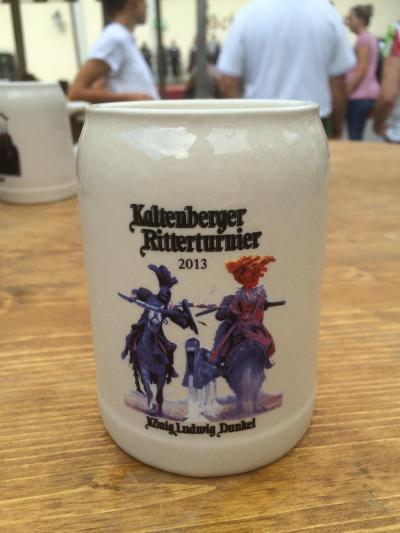 Kaltenberger
Ritterturnier
2013
König Ludwig Dunkel